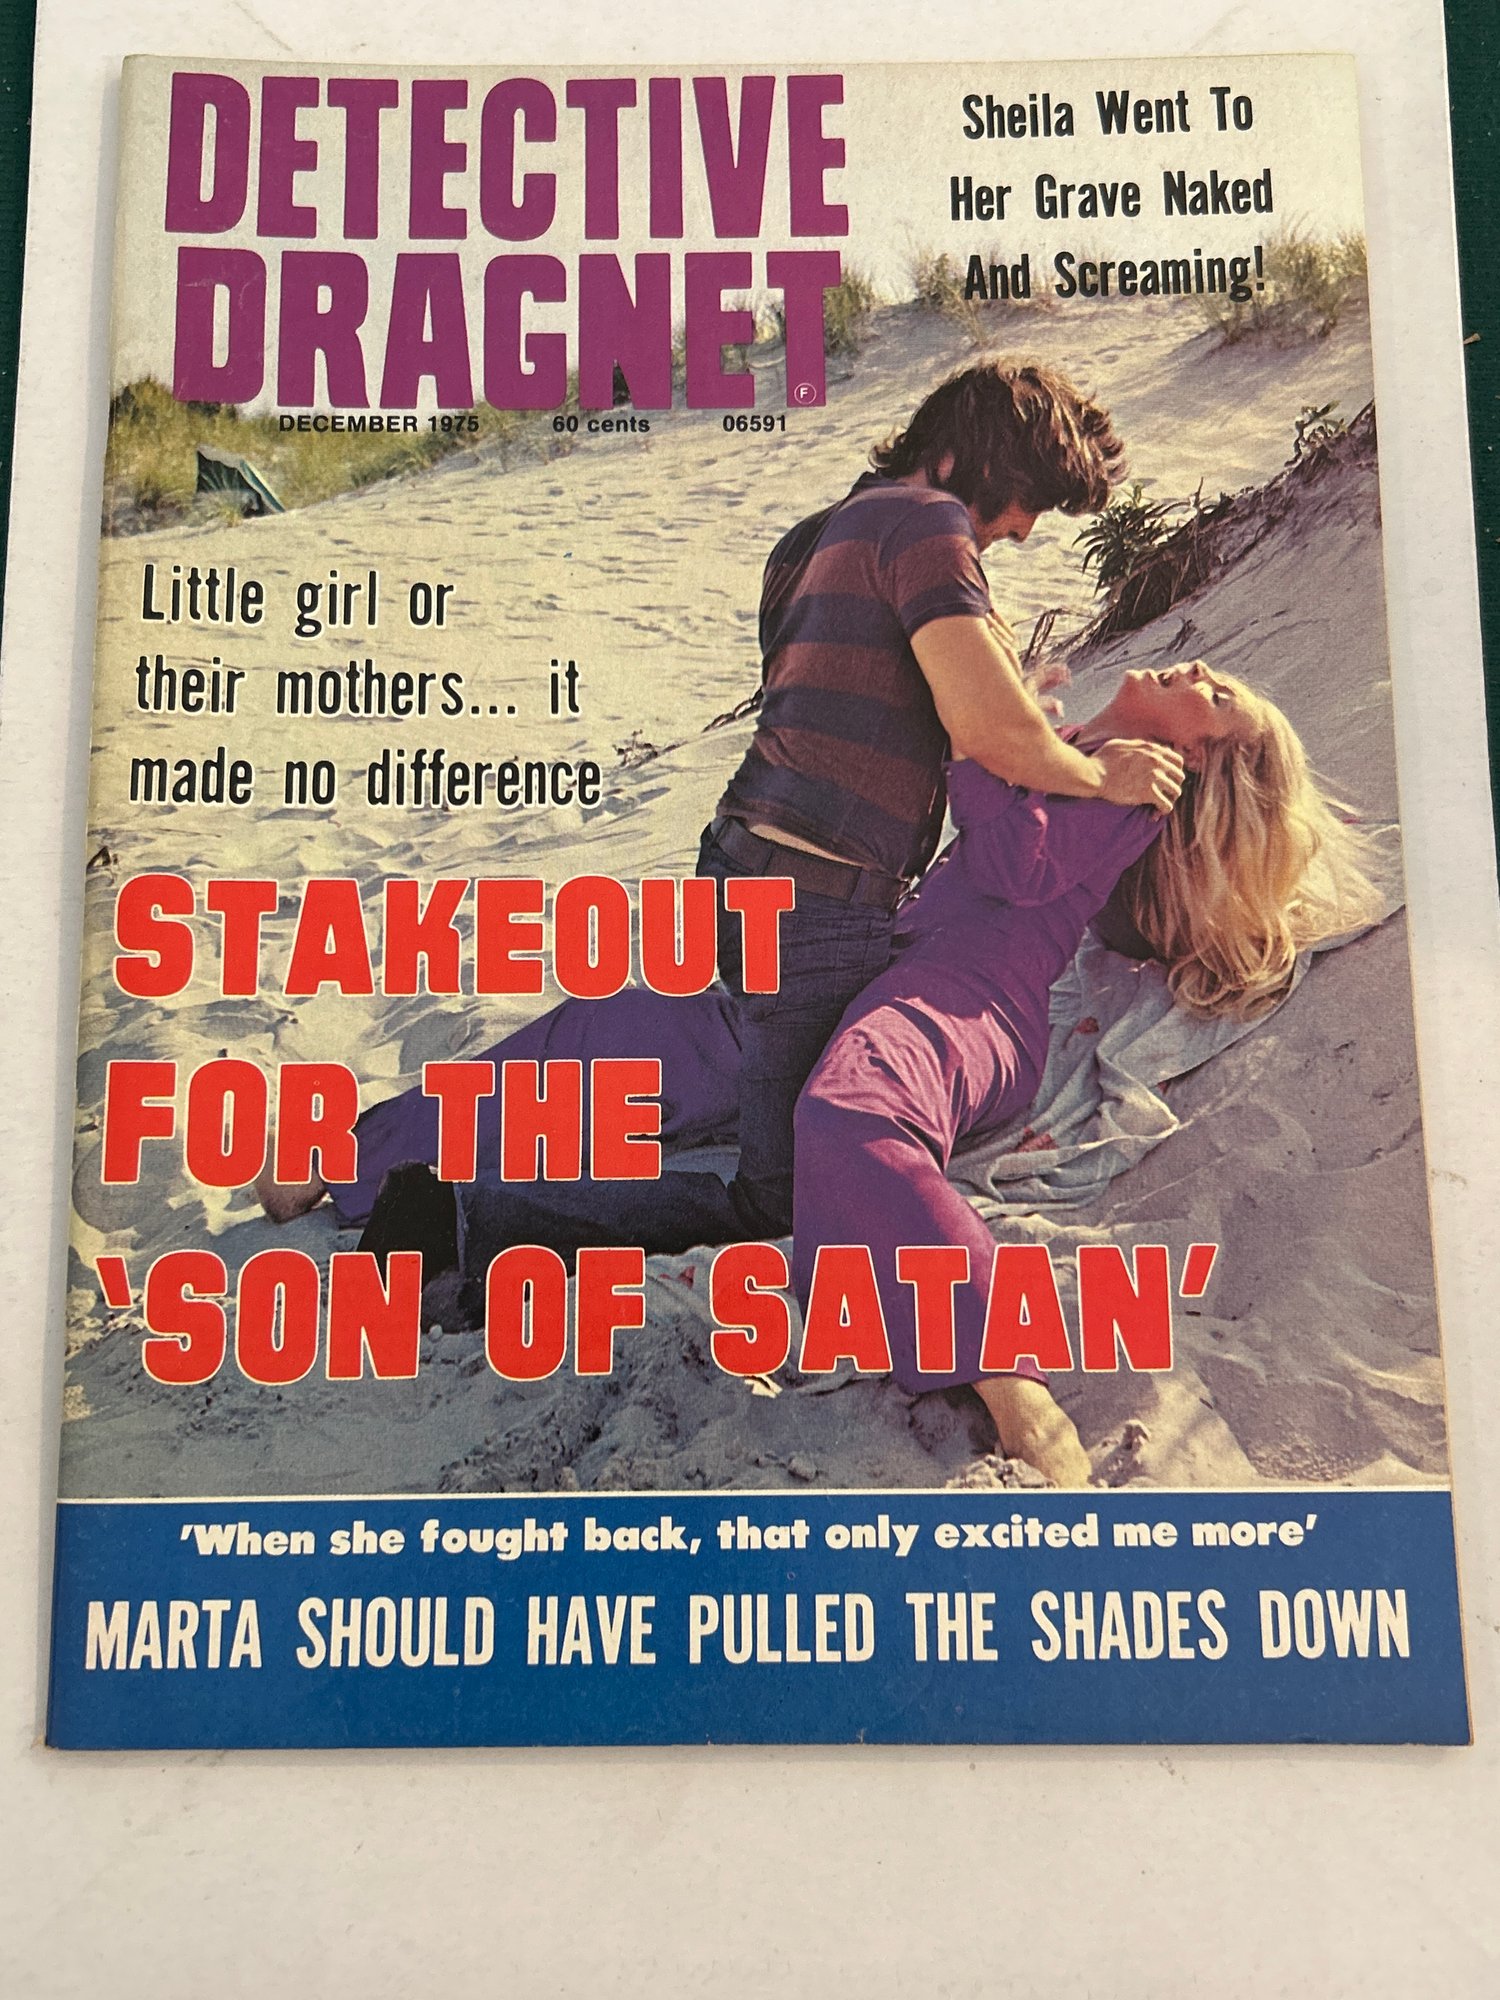 DETECTIVE
DRAGNET
F
DECEMBER 1975 60 cents 06591
Sheila Went To
Her Grave Naked
And Screaming!
Little girl or
their mothers... it
made no difference
STAKEOUT
FOR THE
'SON OF SATAN'
'When she fought back, that only excited me more'
MARTA SHOULD HAVE PULLED THE SHADES DOWN